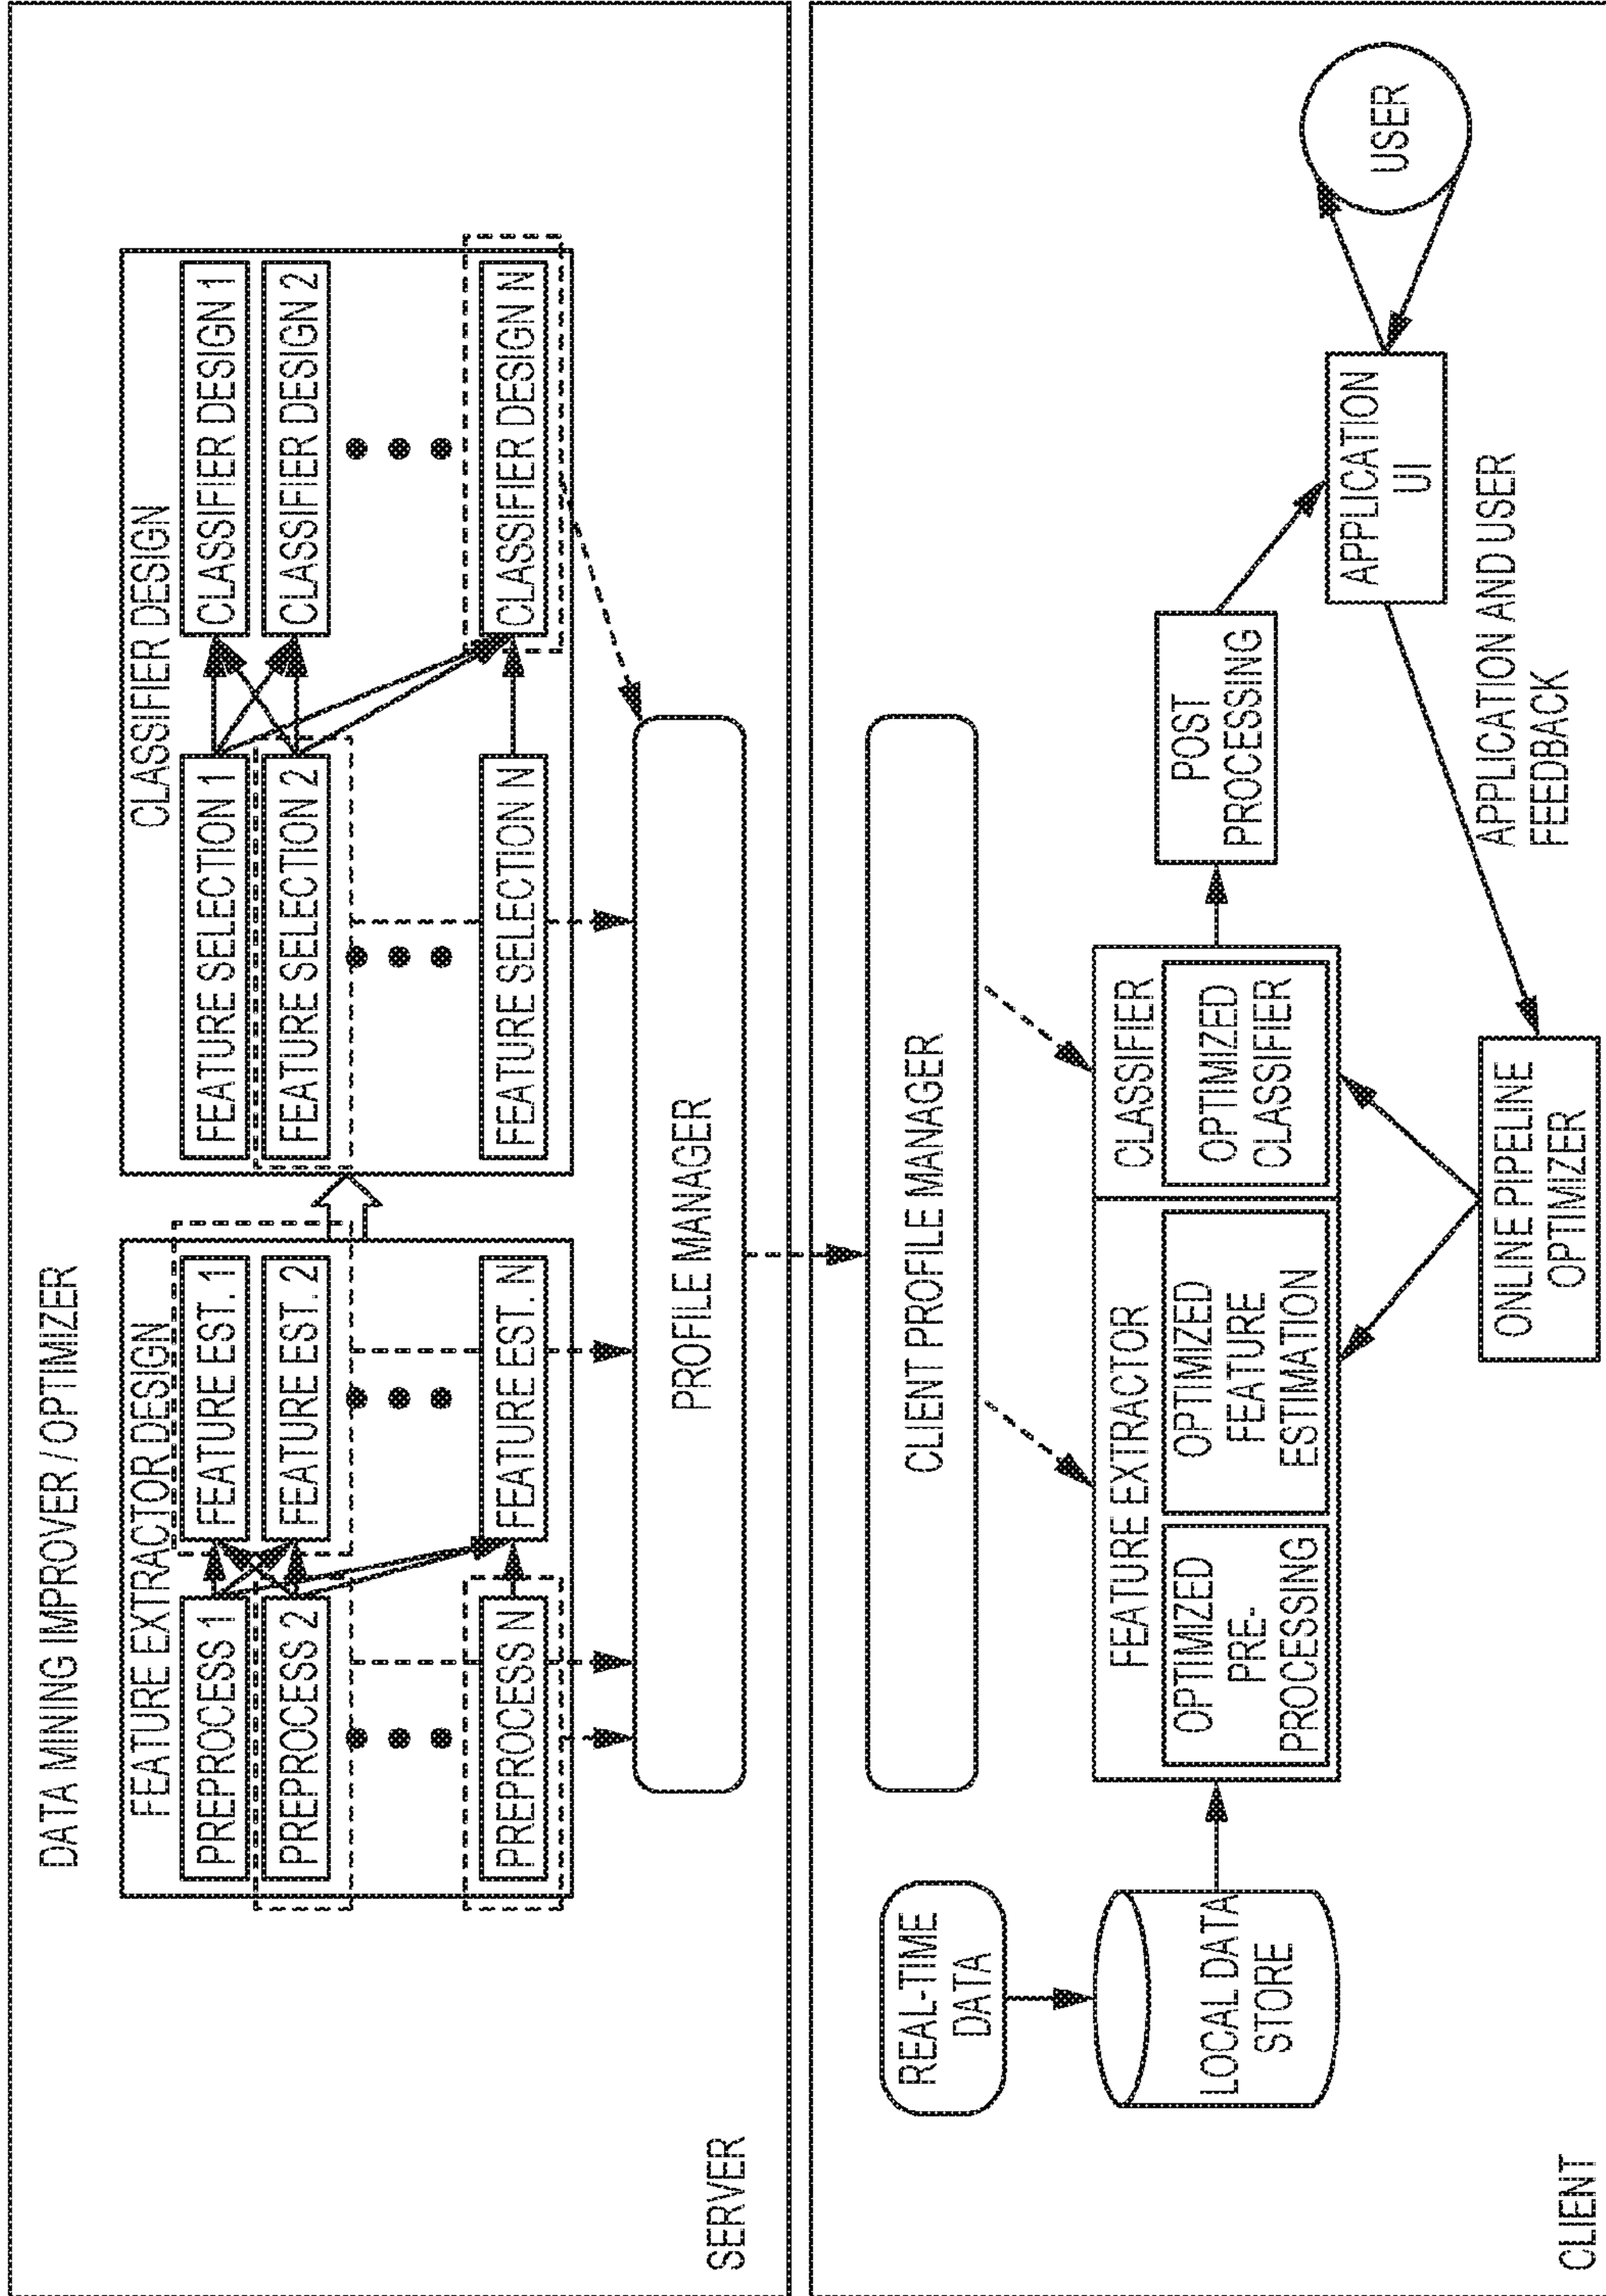 DATA MINING IMPROVER / OPTIMIZER
FEATURE EXTRACTOR DESIGN
PREPROCESS 1
FEATURE EST. 1
PREPROCESS 2
FEATURE EST. 2
PREPROCESS N
FEATURE EST. N
CLASSIFIER DESIGN
FEATURE SELECTION 1
CLASSIFIER DESIGN 1
FEATURE SELECTION 2
CLASSIFIER DESIGN 2
FEATURE SELECTION N
CLASSIFIER DESIGN N
PROFILE MANAGER
SERVER
CLIENT PROFILE MANAGER
REAL-TIME
DATA
LOCAL DATA
STORE
FEATURE EXTRACTOR
OPTIMIZED
PRE-
PROCESSING
OPTIMIZED
FEATURE
ESTIMATION
CLASSIFIER
OPTIMIZED
CLASSIFIER
POST
PROCESSING
APPLICATION
UI
USER
APPLICATION AND USER
FEEDBACK
ONLINE PIPELINE
OPTIMIZER
CLIENT